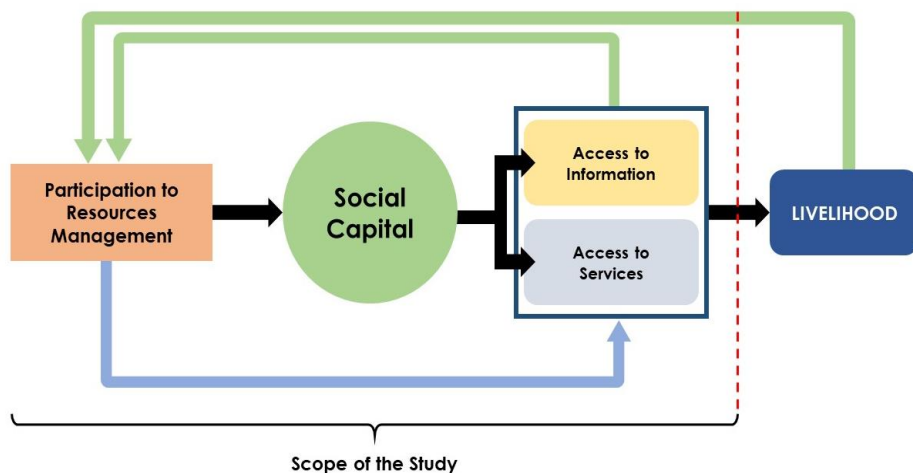 Participation to
Resources
Management
Social
Capital
Access to
Information
Access to
Services
LIVELIHOOD
Scope of the Study